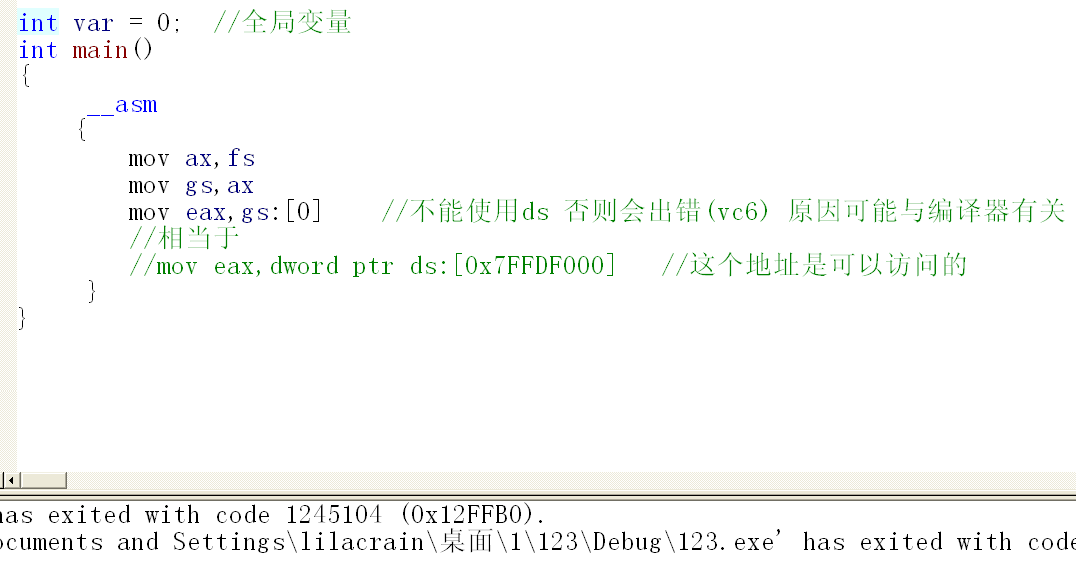 int var = 0;  //全局变量
int main()
{
__asm
{
mov ax,fs
mov gs,ax
mov eax,gs:[0]    //不能使用ds 否则会出错(vc6) 原因可能与编译器有关
//相当于
//mov eax,dword ptr ds:[0x7FFDF000]   //这个地址是可以访问的
}
}
has exited with code 1245104 (0x12FFB0).
ocuments and Settings\lilacrain\桌面\1\123\Debug\123.exe' has exited with code